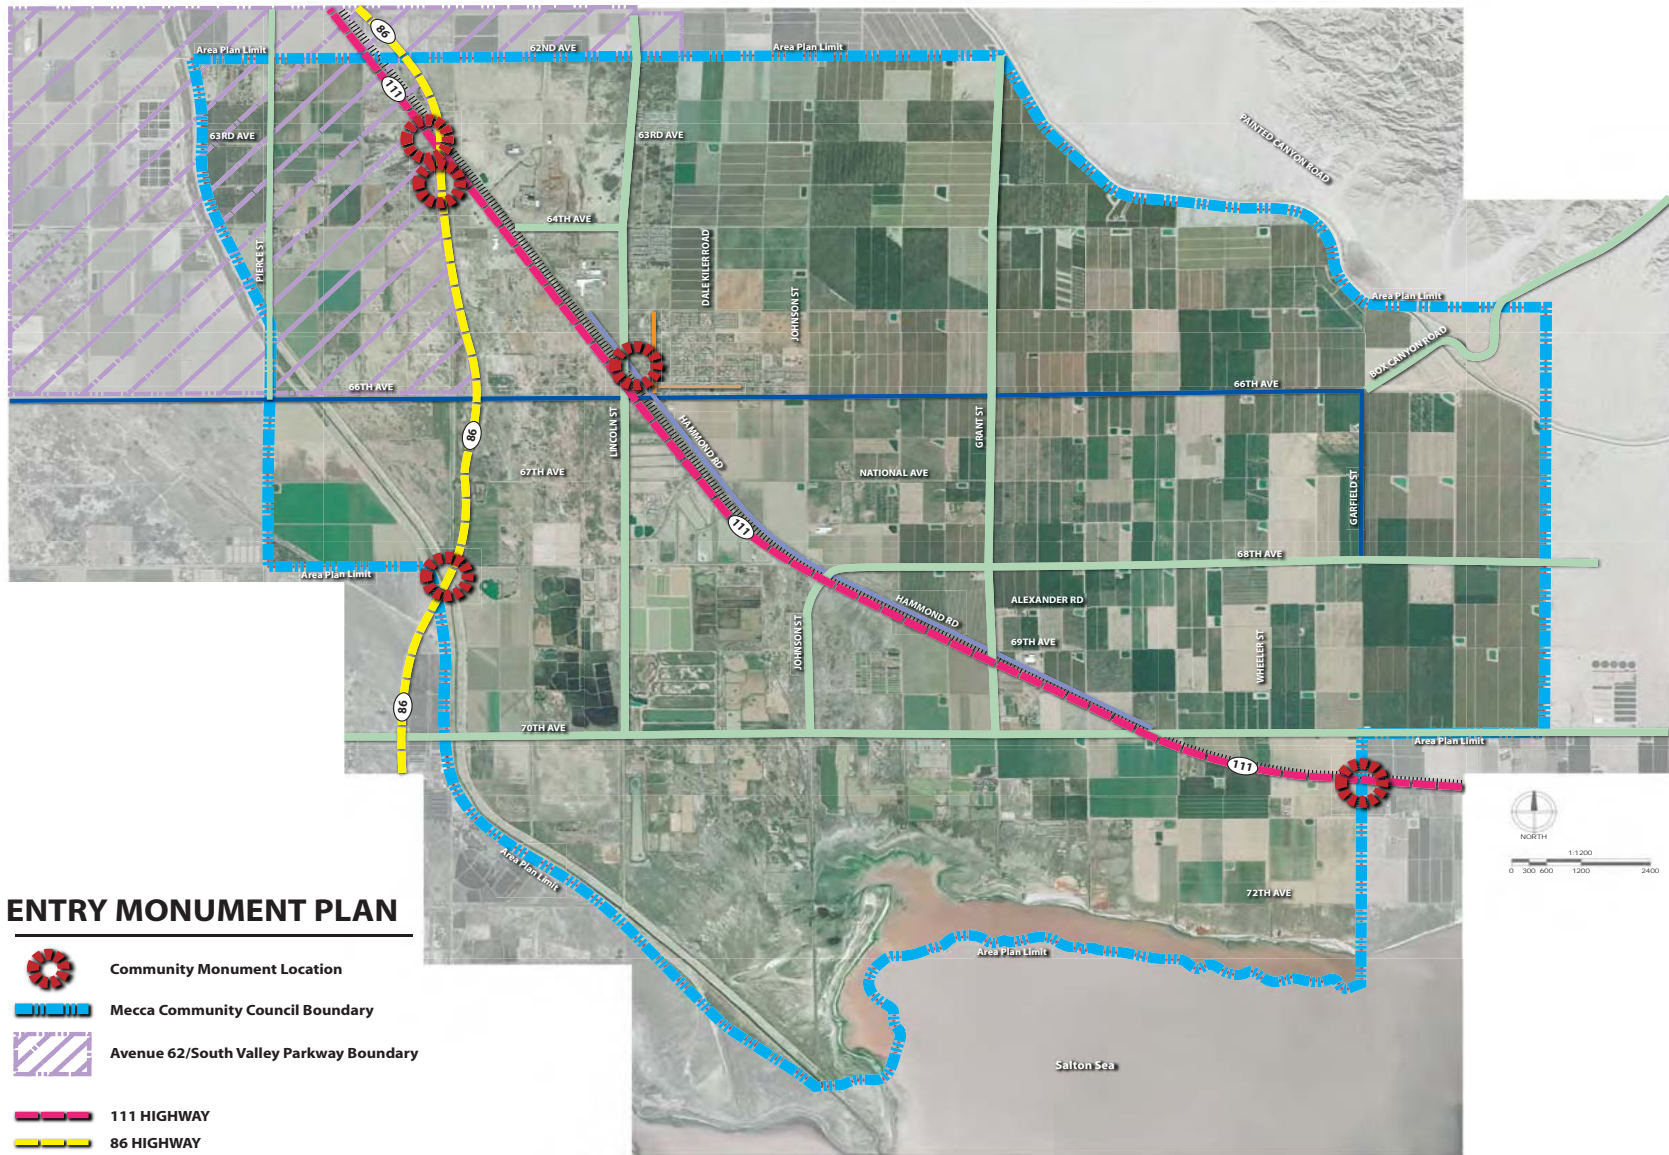 86
Area Plan Limit
62ND AVE
Area Plan Limit
111
PAINTED CANYON ROAD
63RD AVE
63RD AVE
64TH AVE
PIERCE ST
DALE KILER ROAD
JOHNSON ST
Area Plan Limit
BOX CANYON ROAD
66TH AVE
66TH AVE
86
LINCOLN ST
HAMMOND RD
GRANT ST
67TH AVE
NATIONAL AVE
GARFIELD ST
111
68TH AVE
Area Plan Limit
HAMMOND RD
ALEXANDER RD
69TH AVE
JOHNSON ST
WHEELER ST
86
70TH AVE
Area Plan Limit
111
NORTH
1:1200
0 300 600 1200 2400
Area Plan Limit
72TH AVE
Area Plan Limit
Salton Sea
ENTRY MONUMENT PLAN
Community Monument Location
Mecca Community Council Boundary
Avenue 62/South Valley Parkway Boundary
111 HIGHWAY
86 HIGHWAY